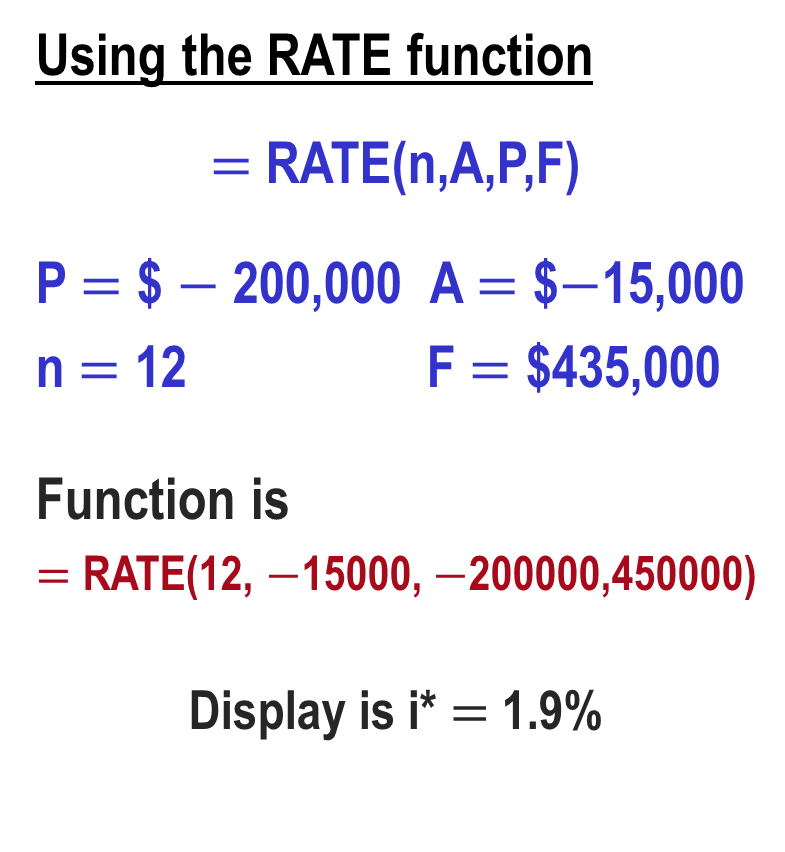 Using the RATE function
= RATE(n,A,P,F)
P = $ − 200,000 A = $−15,000
n = 12 F = $435,000
Function is
= RATE(12, −15000, −200000,450000)
Display is i* = 1.9%